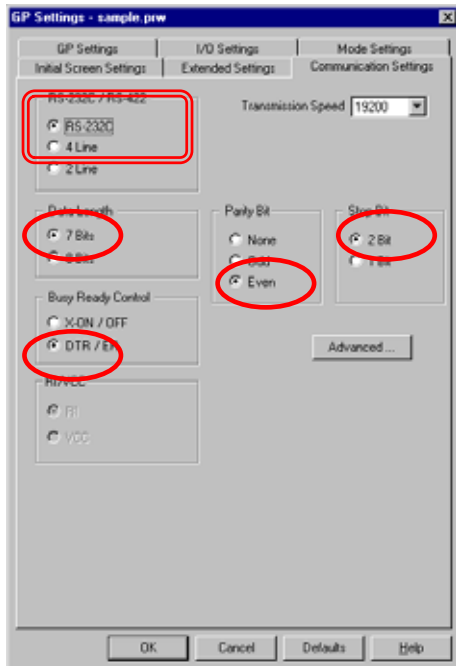 GP Settings - sample.prw
GP Settings
I/O Settings
Mode Settings
Initial Screen Settings
Extended Settings
Communication Settings
RS-232C / RS-422
RS-232C
4 Line
2 Line
Transmission Speed 19200
Data Length
7 Bits
8 Bits
Parity Bit
None
Odd
Even
Stop Bit
2 Bit
1 Bit
Busy Ready Control
X-ON / OFF
DTR / ER
Advanced ...
RI/VCC
RI
VCC
OK
Cancel
Defaults
Help